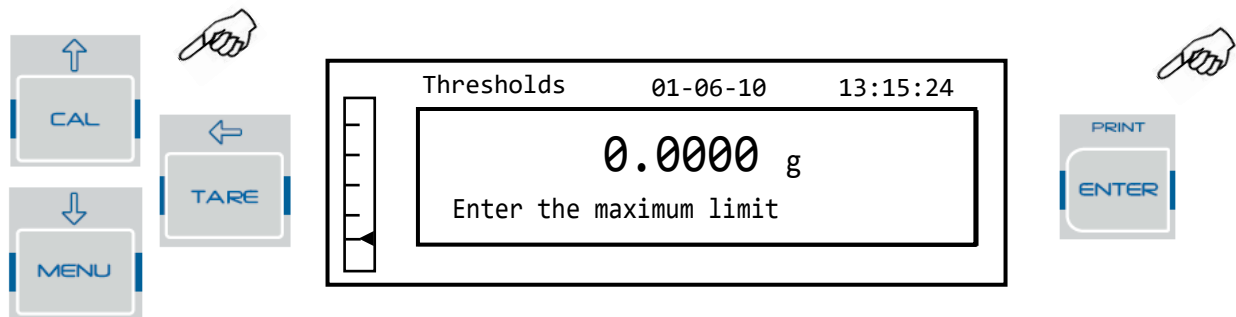 CAL
TARE
MENU
Thresholds 01-06-10 13:15:24
0.0000 g
Enter the maximum limit
PRINT
ENTER